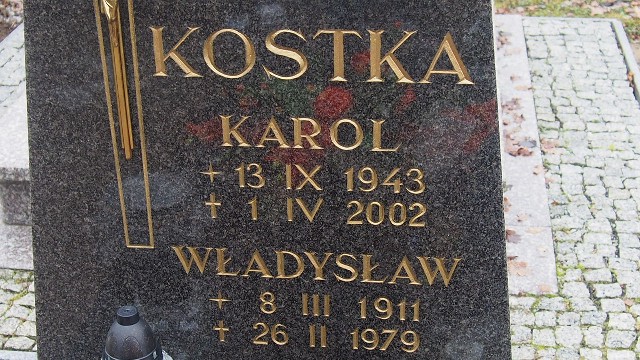 KOSTKA
KAROL
+ 13 IX 1943
✝ 1 IV 2002
WŁADYSŁAW
+ 8 III 1911
✝ 26 II 1979